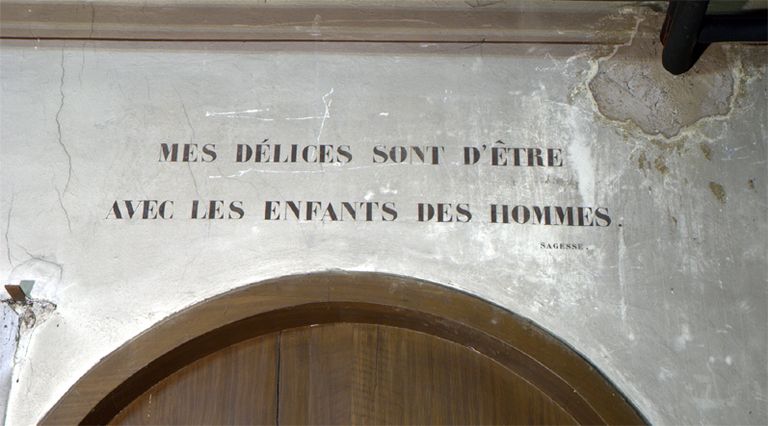 MES DÉLICES SONT D'ÊTRE
AVEC LES ENFANTS DES HOMMES.
SAGESSE.